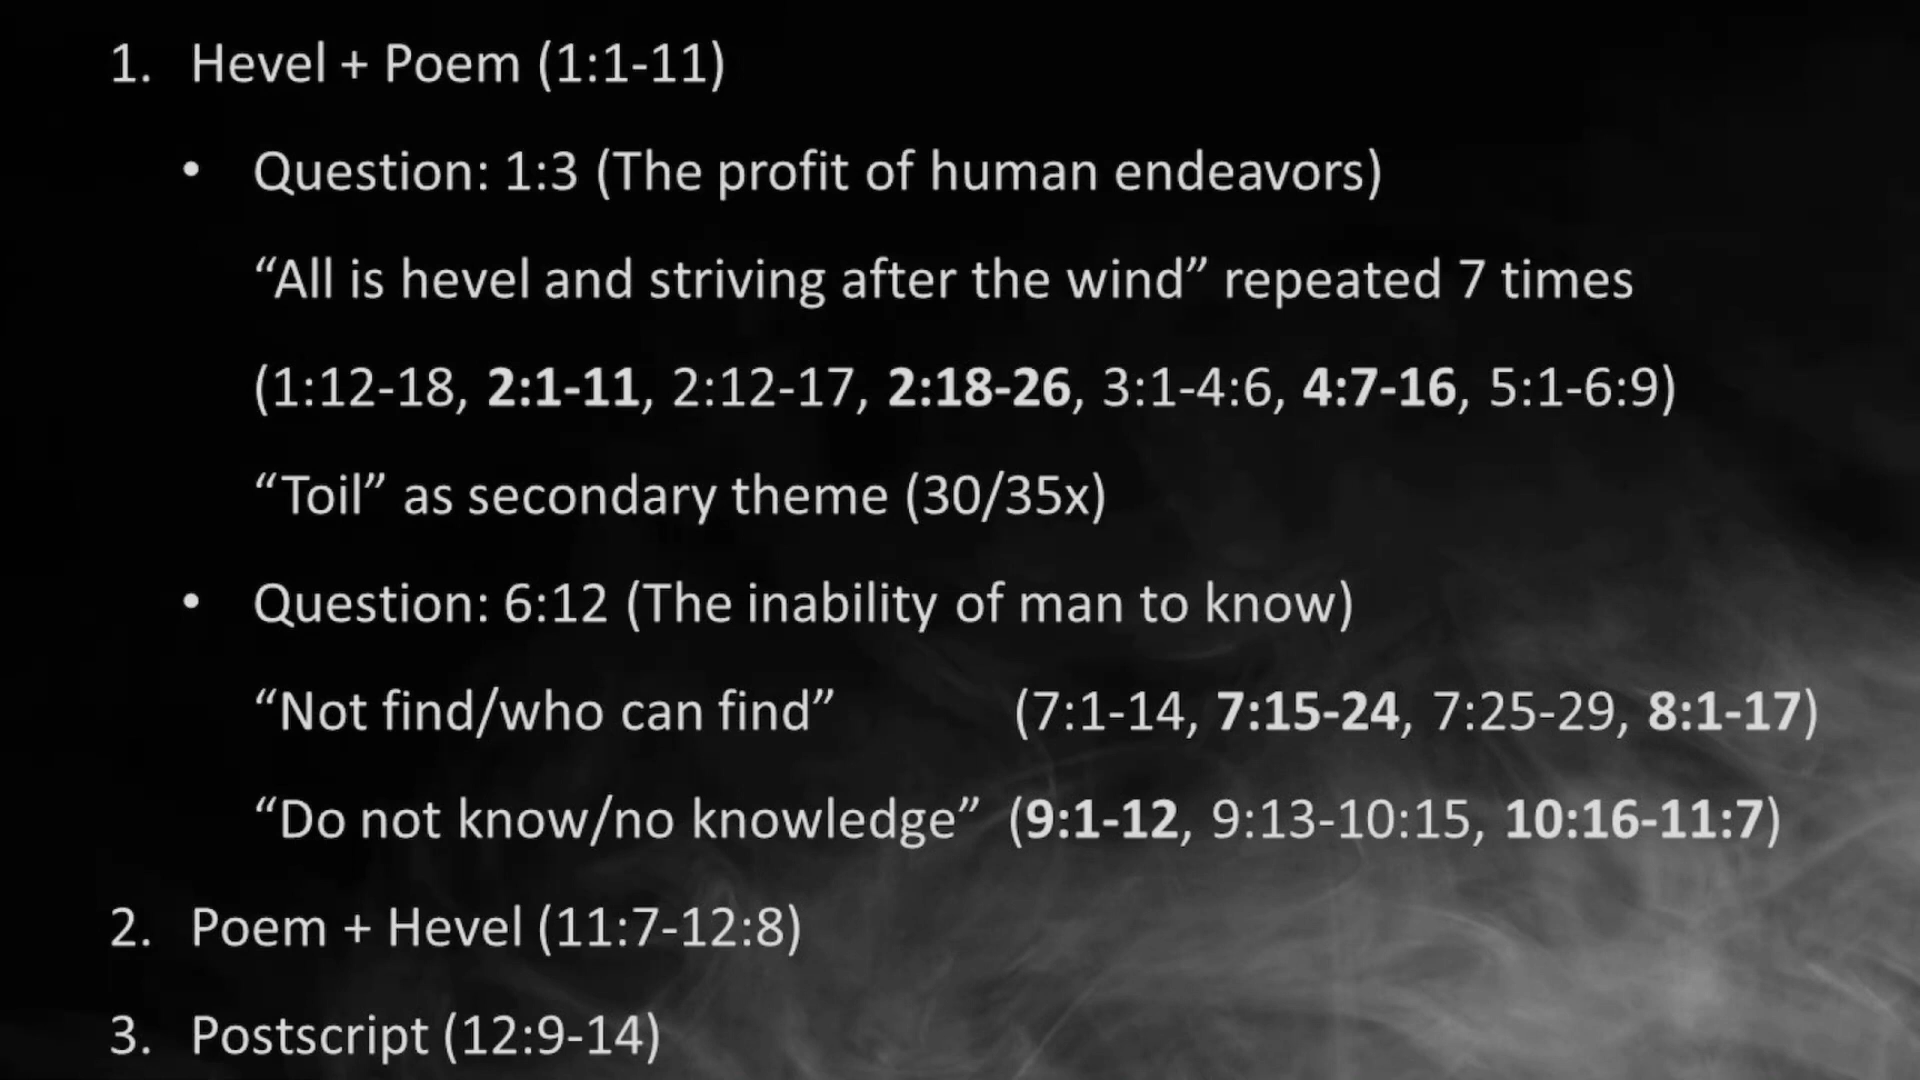 1. Hevel + Poem (1:1-11)
• Question: 1:3 (The profit of human endeavors)
“All is hevel and striving after the wind” repeated 7 times
(1:12-18, 2:1-11, 2:12-17, 2:18-26, 3:1-4:6, 4:7-16, 5:1-6:9)
“Toil” as secondary theme (30/35x)
• Question: 6:12 (The inability of man to know)
“Not find/who can find” (7:1-14, 7:15-24, 7:25-29, 8:1-17)
“Do not know/no knowledge” (9:1-12, 9:13-10:15, 10:16-11:7)
2. Poem + Hevel (11:7-12:8)
3. Postscript (12:9-14)